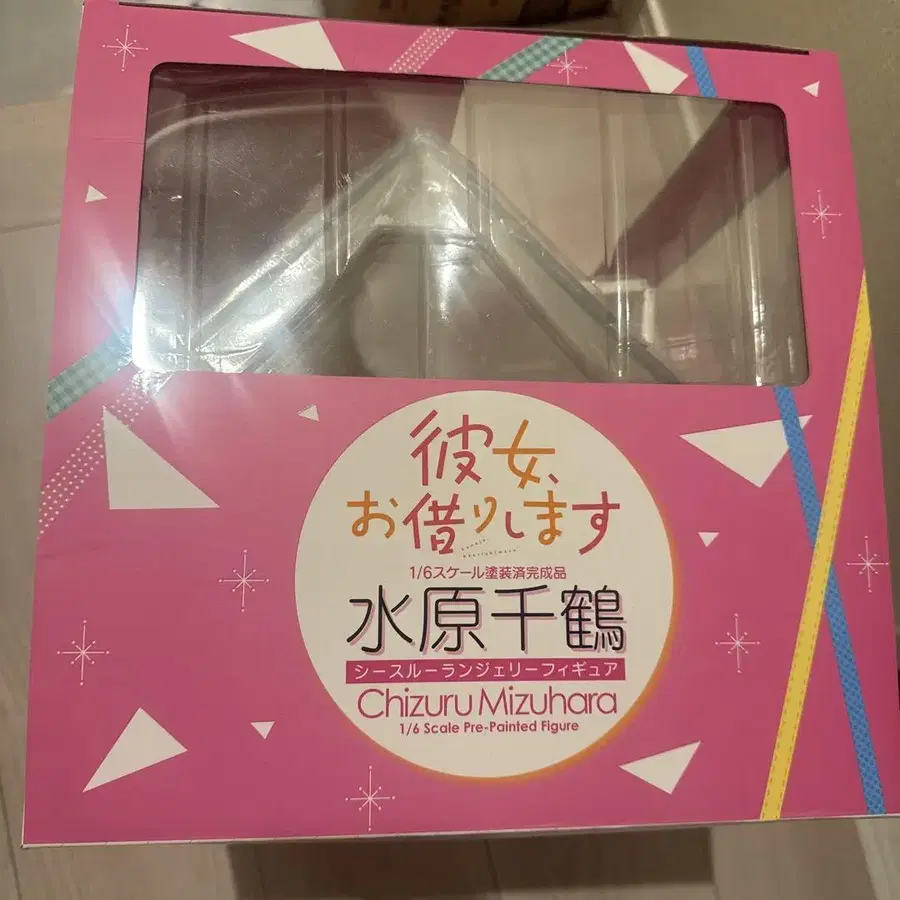 彼女、
お借りします
1/6スケール塗装済完成品
水原千鶴
シースルーランジェリーフィギュア
Chizuru Mizuhara
1/6 Scale Pre-Painted Figure